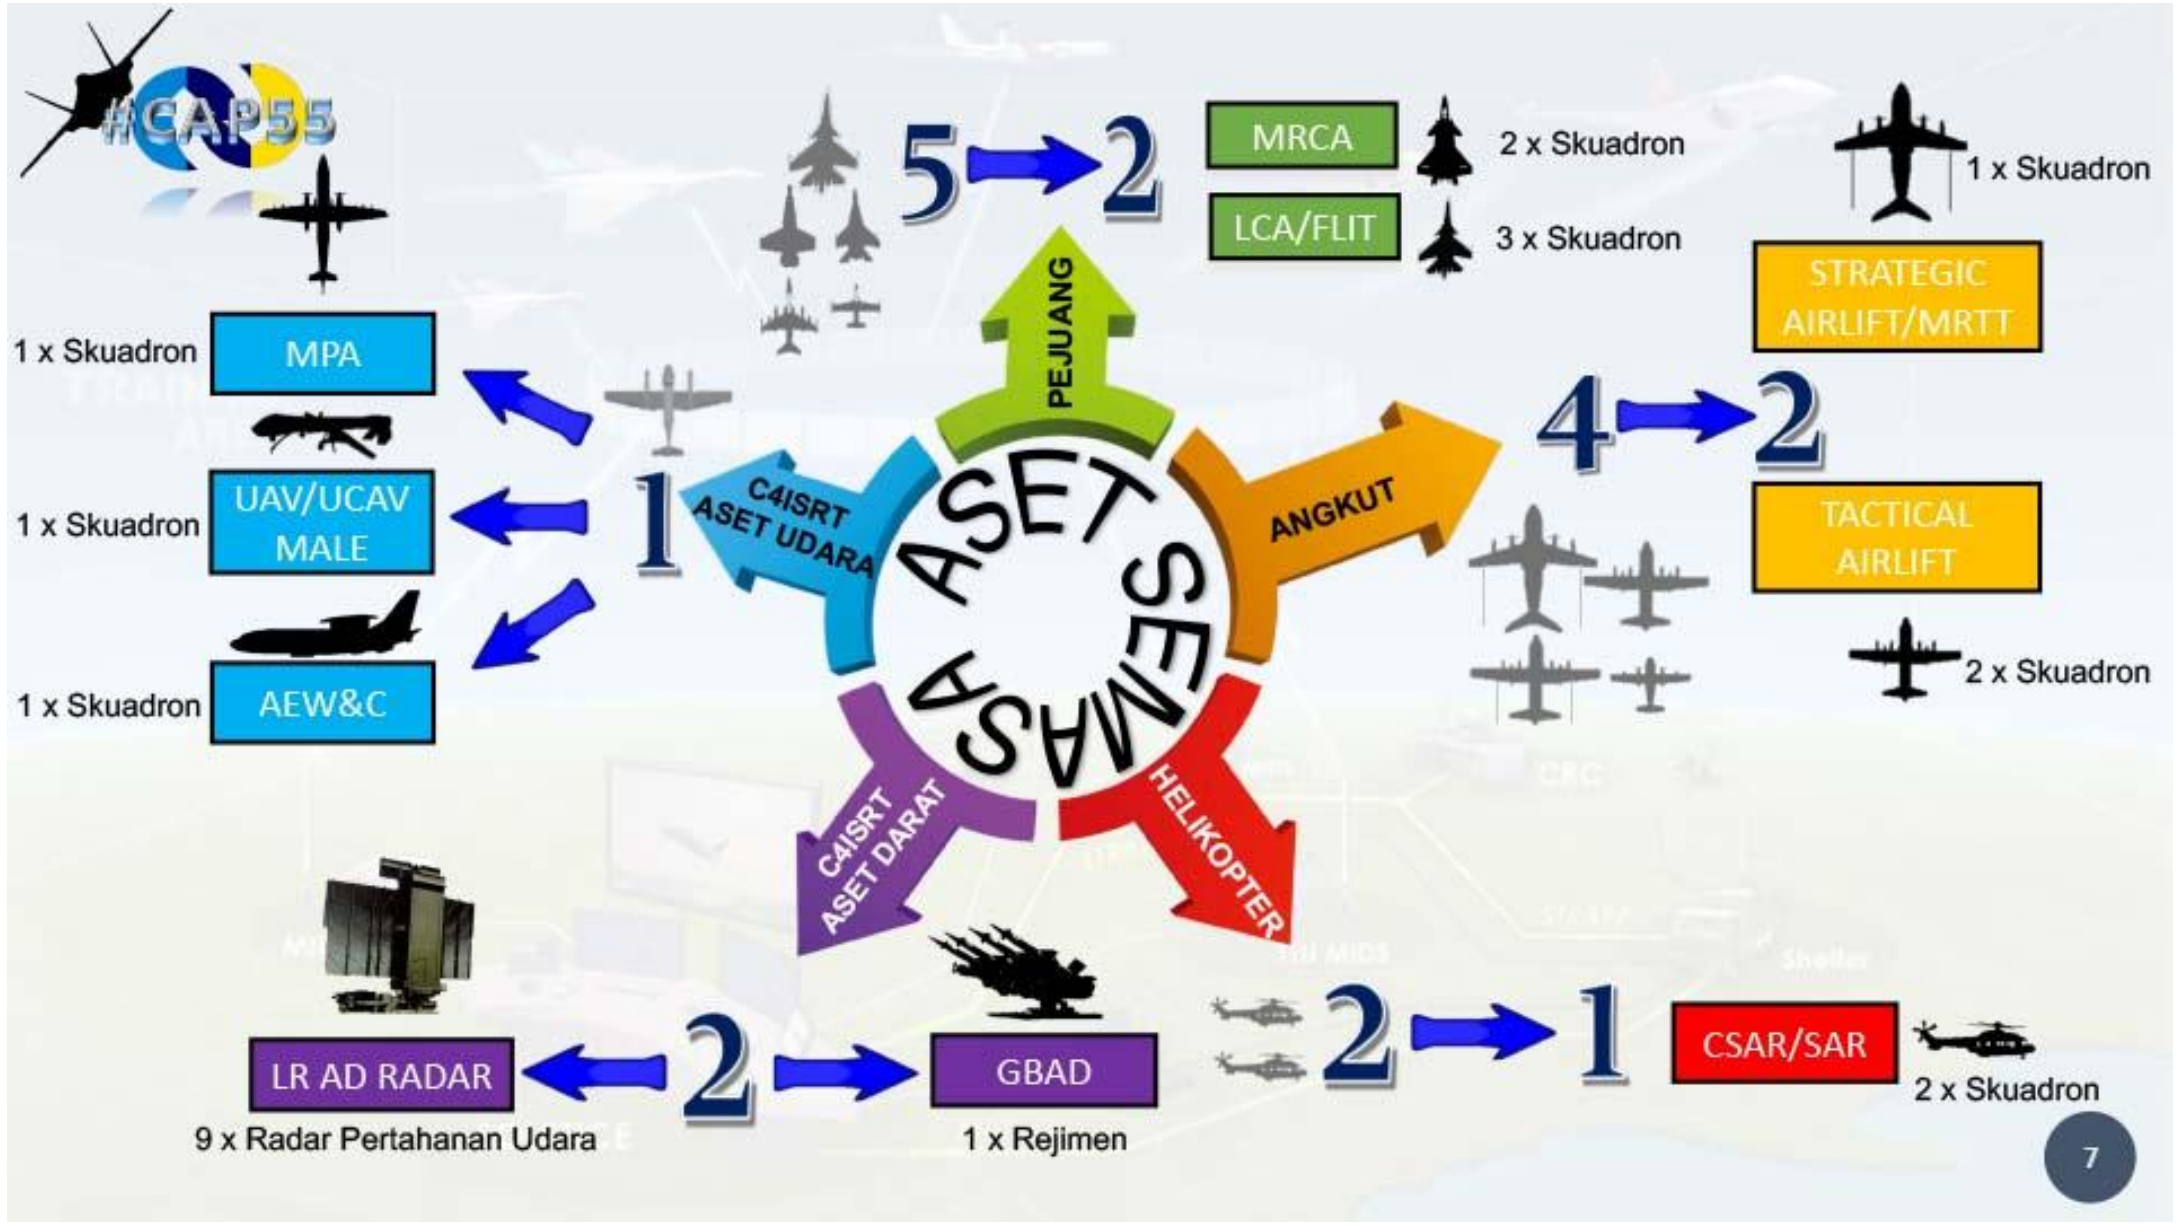 #CAP55
5
2
MRCA
2 x Skuadron
LCA/FLIT
3 x Skuadron
1 x Skuadron
STRATEGIC
AIRLIFT/MRTT
PEJUANG
1 x Skuadron
MPA
4
2
ANGKUT
TACTICAL
AIRLIFT
2 x Skuadron
1
C4ISRT
ASET UDARA
1 x Skuadron
UAV/UCAV
MALE
1 x Skuadron
AEW&C
ASET SEMASA
C4ISRT
ASET DARAT
HELIKOPTER
CRC
LR AD RADAR
9 x Radar Pertahanan Udara
2
GBAD
1 x Rejimen
2
1
CSAR/SAR
2 x Skuadron
Shelter
7